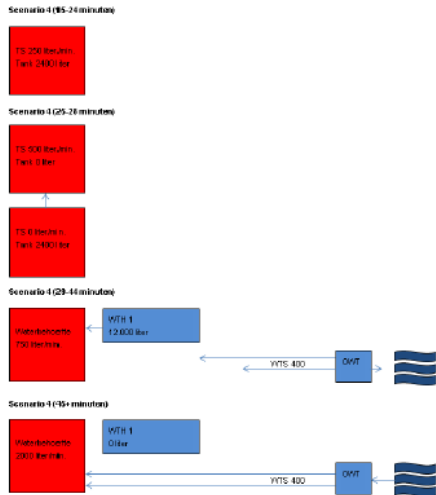 Scenario 4 (15-24 minuten)
TS 350 liter/min
Tank 2400 liter
Scenario 4 (25-28 minuten)
TS 500 liter/min
Tank 0 liter
TS 0 liter/min
Tank 2400 liter
Scenario 4 (29-44 minuten)
Waterbehoefte
750 liter/min
WTH 1
12.000 liter
WTS 400
OWT
Scenario 4 (45+ minuten)
Waterbehoefte
2000 liter/min
WTH 1
0 liter
WTS 400
OWT